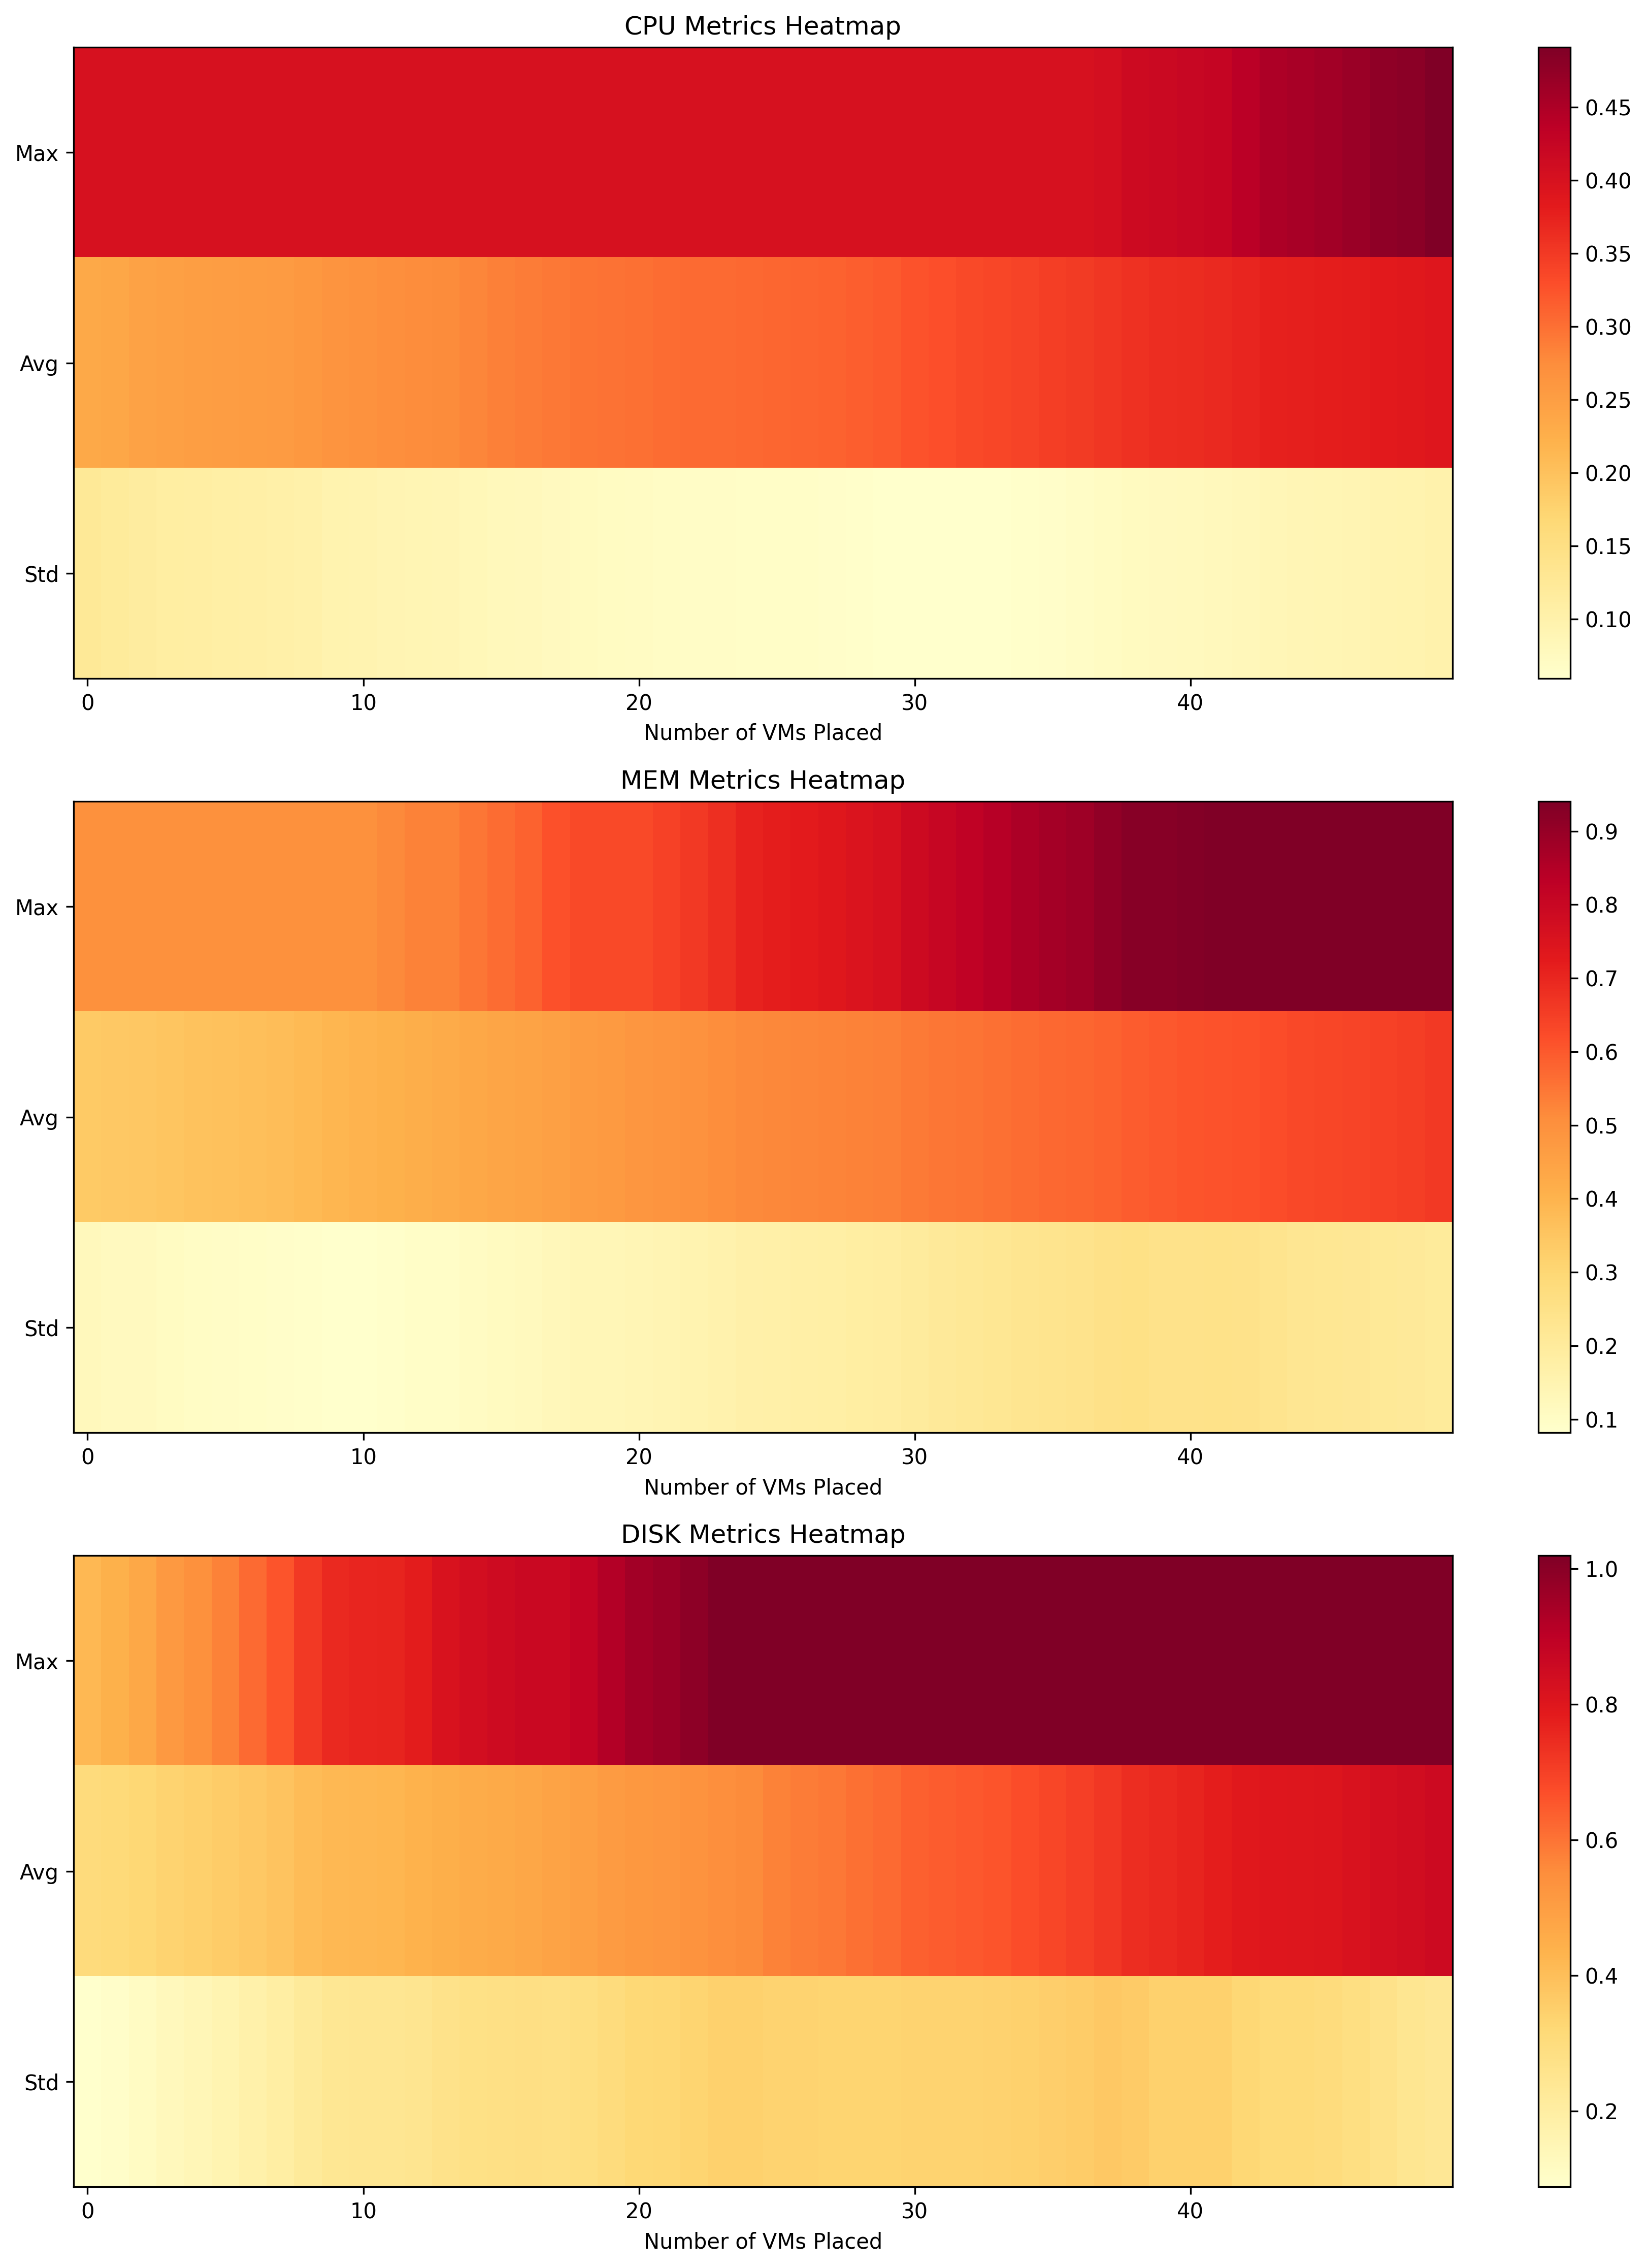 CPU Metrics Heatmap
Max
Avg
Std
0 10 20 30 40
Number of VMs Placed
0.45
0.40
0.35
0.30
0.25
0.20
0.15
0.10
MEM Metrics Heatmap
Max
Avg
Std
0 10 20 30 40
Number of VMs Placed
0.9
0.8
0.7
0.6
0.5
0.4
0.3
0.2
0.1
DISK Metrics Heatmap
Max
Avg
Std
0 10 20 30 40
Number of VMs Placed
1.0
0.8
0.6
0.4
0.2